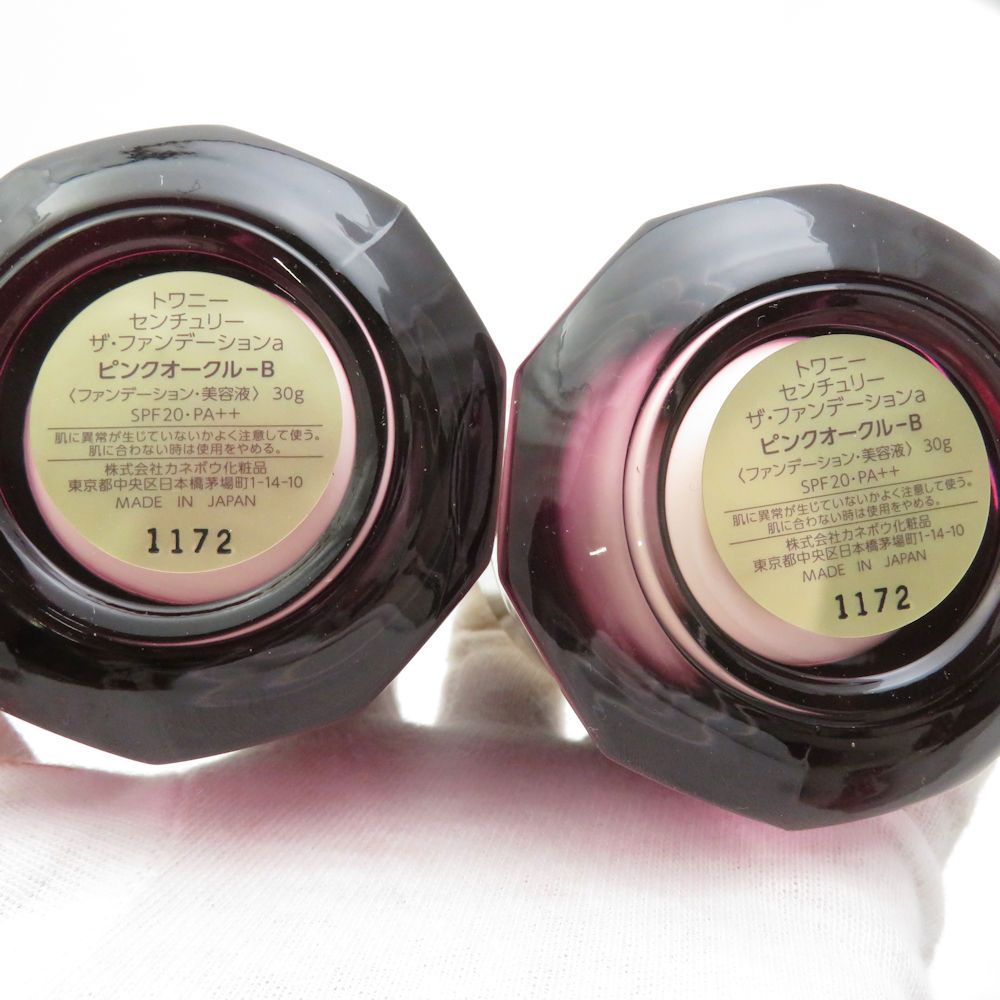 トワニー
センチュリー
ザ・ファンデーションa
ピンクオークル-B
〈ファンデーション・美容液〉 30g
SPF20・PA++
肌に異常が生じていないかよく注意して使う。
肌に合わない時は使用をやめる。
株式会社カネボウ化粧品
東京都中央区日本橋茅場町1-14-10
MADE IN JAPAN
1172
トワニー
センチュリー
ザ・ファンデーションa
ピンクオークル-B
〈ファンデーション・美容液〉 30g
SPF20・PA++
肌に異常が生じていないかよく注意して使う。
肌に合わない時は使用をやめる。
株式会社カネボウ化粧品
東京都中央区日本橋茅場町1-14-10
MADE IN JAPAN
1172